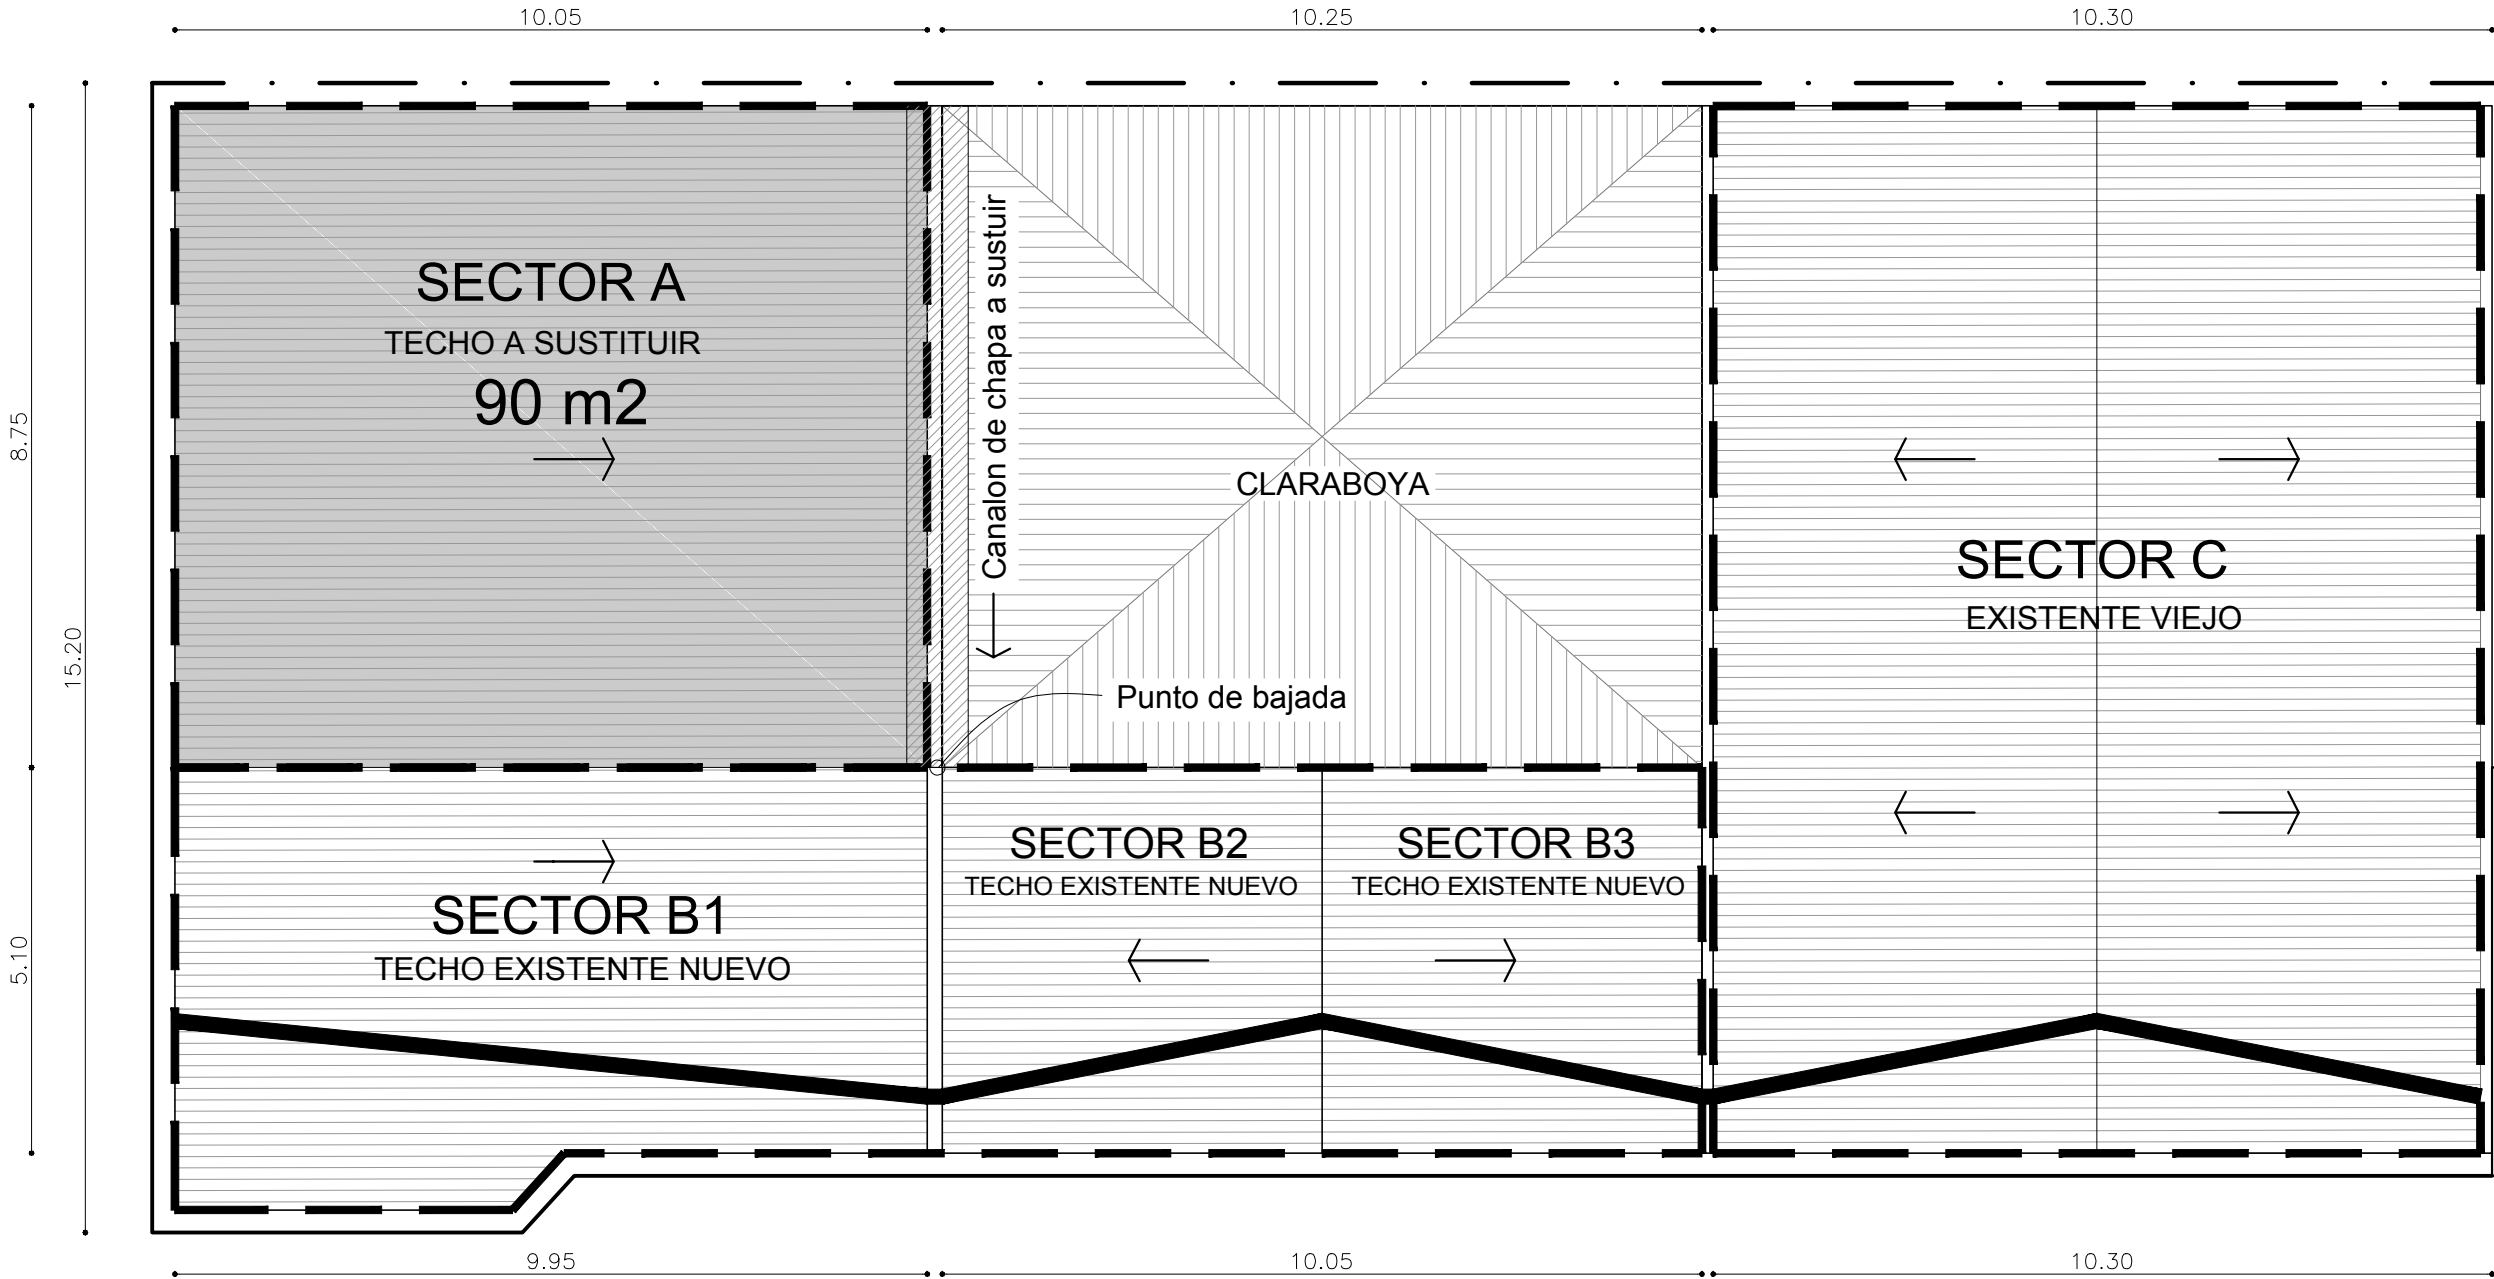 10.05
10.25
10.30
SECTOR A
TECHO A SUSTITUIR
90 m2
Canalon de chapa a sustuir
CLARABOYA
Punto de bajada
SECTOR C
EXISTENTE VIEJO
8.75
15.20
5.10
SECTOR B1
TECHO EXISTENTE NUEVO
SECTOR B2
TECHO EXISTENTE NUEVO
SECTOR B3
TECHO EXISTENTE NUEVO
9.95
10.05
10.30